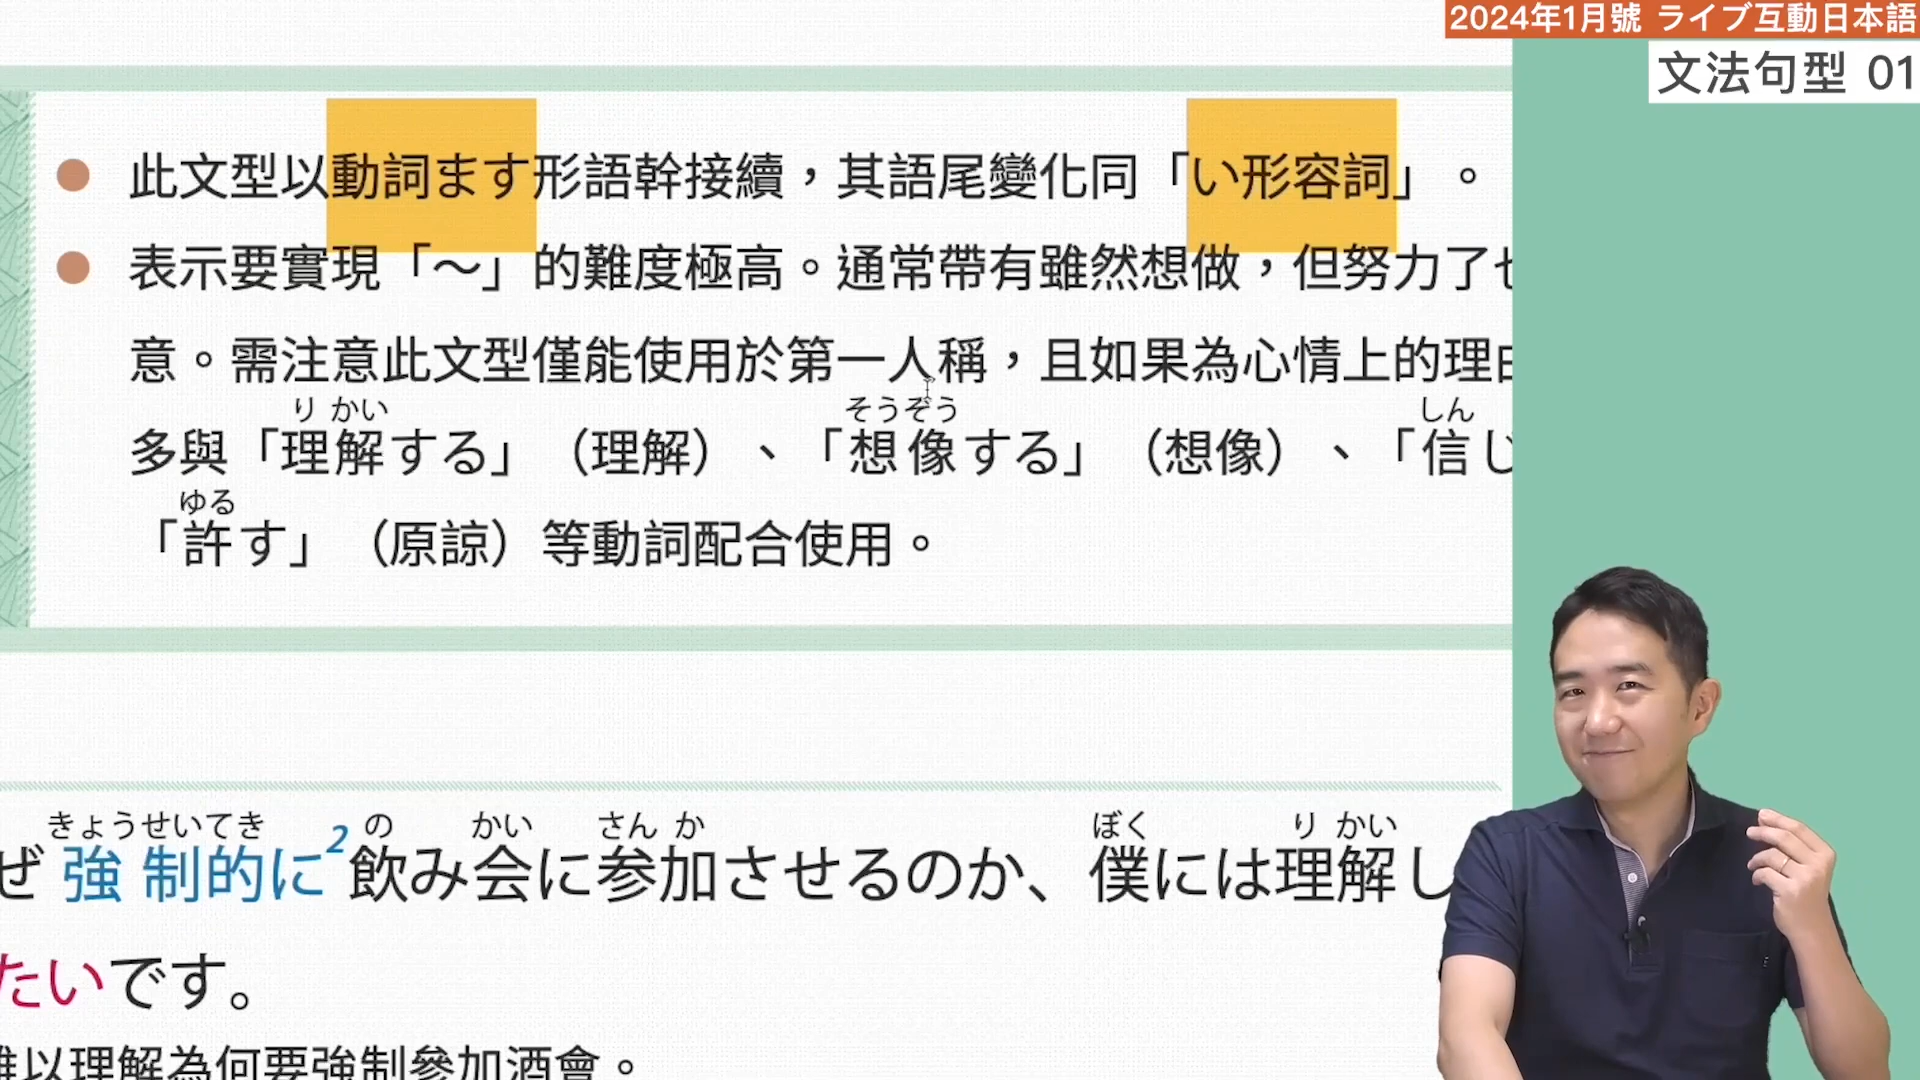 2024年1月號 ライブ互動日本語
文法句型 01
此文型以動詞ます形語幹接續，其語尾變化同「い形容詞」。
表示要實現「～」的難度極高。通常帶有雖然想做，但努力了
意。需注意此文型僅能使用於第一人稱，且如果為心情上的理
り かい そうぞう しん
多與「理解する」（理解）、「想像する」（想像）、「信じ
ゆる
「許す」（原諒）等動詞配合使用。
きょうせいてき の かい さん か ぼく り かい
ぜ強制的に2飲み会に参加させるのか、僕には理解し
たいです。
以理解為何要強制參加酒會。